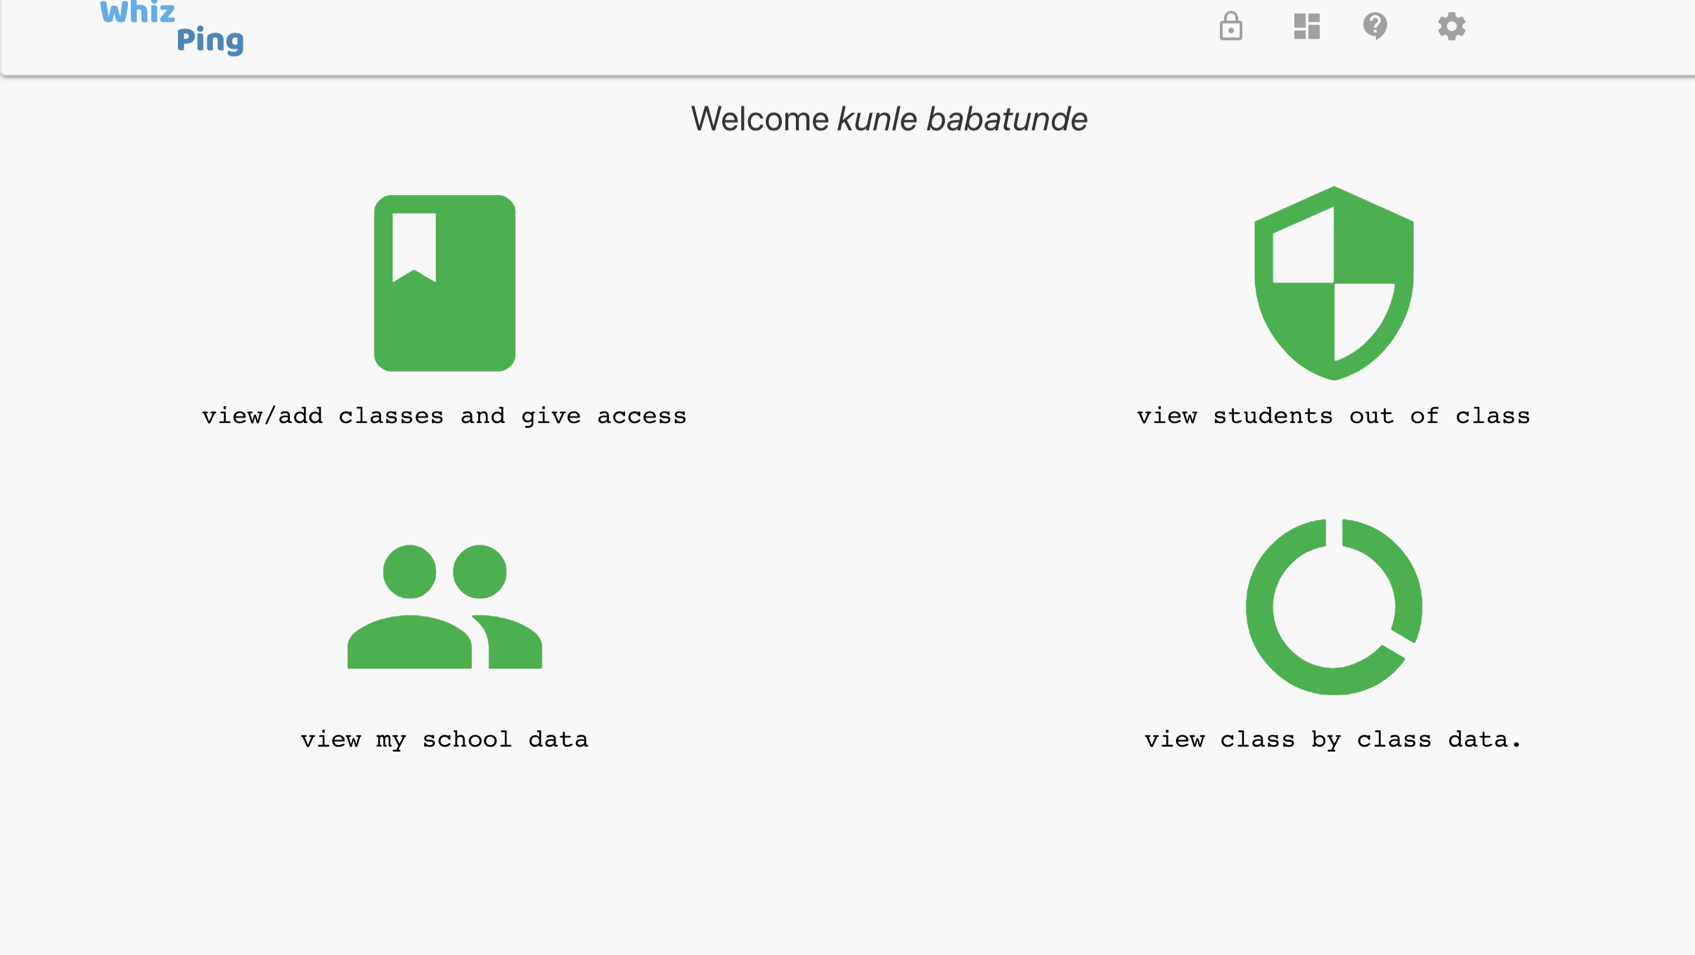 Whiz
Ping
Welcome kunle babatunde
view/add classes and give access
view students out of class
view my school data
view class by class data.